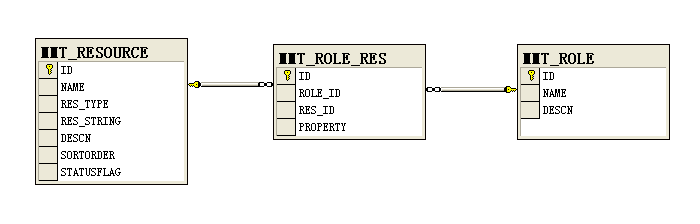 T_RESOURCE
ID
NAME
RES_TYPE
RES_STRING
DESCN
SORTORDER
STATUSFLAG
T_ROLE_RES
ID
ROLE_ID
RES_ID
PROPERTY
T_ROLE
ID
NAME
DESCN